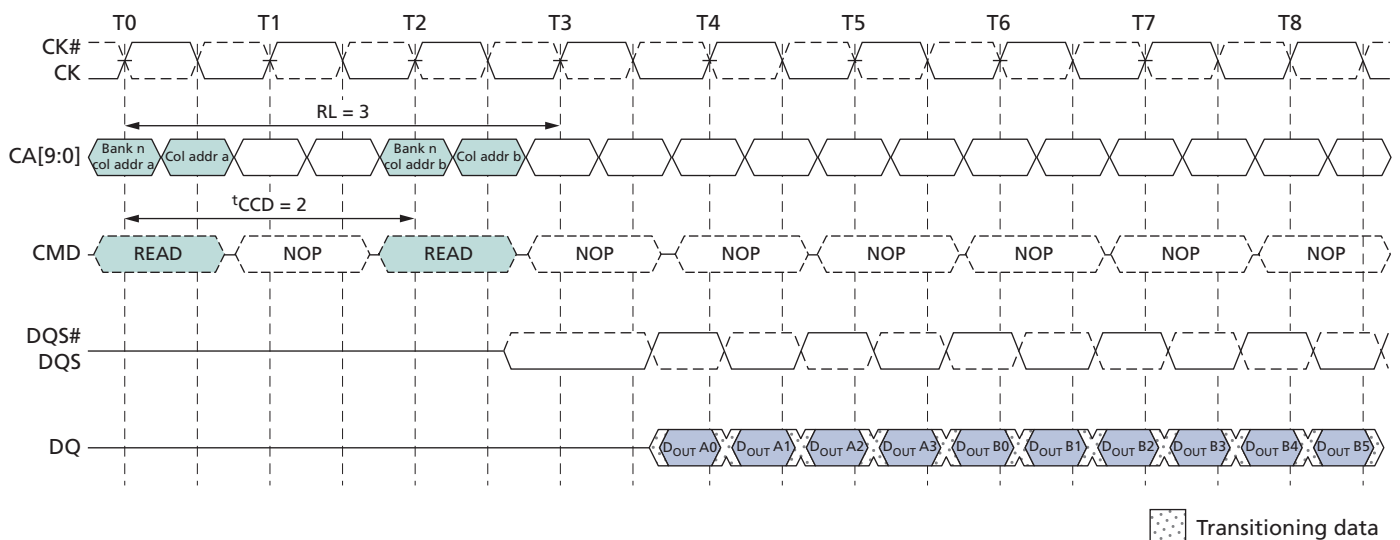 T0 T1 T2 T3 T4 T5 T6 T7 T8
CK#
CK
RL = 3
CA[9:0]
Bank n
col addr a
Col addr a
Bank n
col addr b
Col addr b
tCCD = 2
CMD READ NOP READ NOP NOP NOP NOP NOP NOP
DQS#
DQS
DQ DOUT A0 DOUT A1 DOUT A2 DOUT A3 DOUT B0 DOUT B1 DOUT B2 DOUT B3 DOUT B4 DOUT B5
Transitioning data